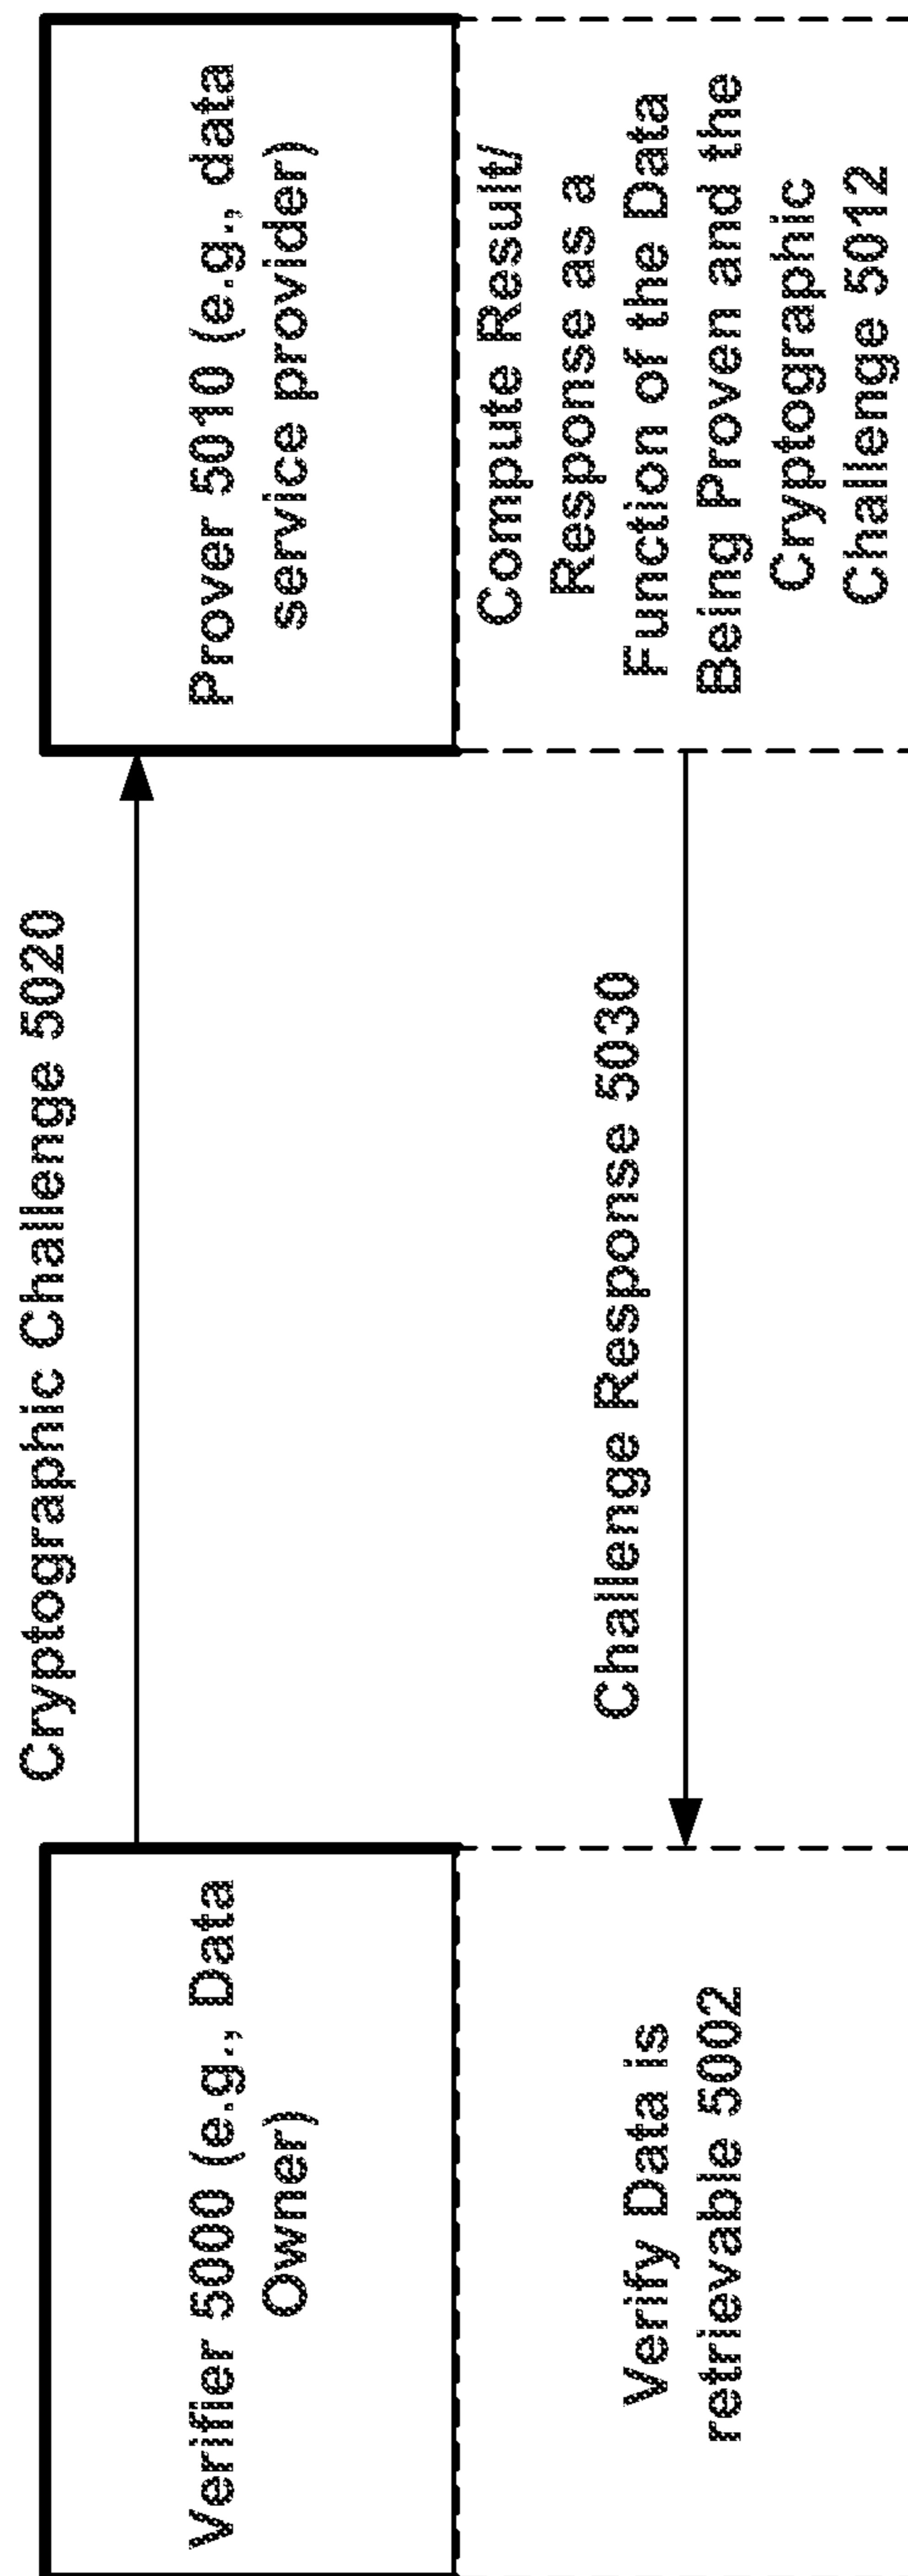 Verifier 5000 (e.g., Data
Owner)
Cryptographic Challenge 5020
Prover 5010 (e.g., data
service provider)
Compute Result/
Response as a
Function of the Data
Being Proven and the
Cryptographic
Challenge 5012
Challenge Response 5030
Verify Data is
retrievable 5002